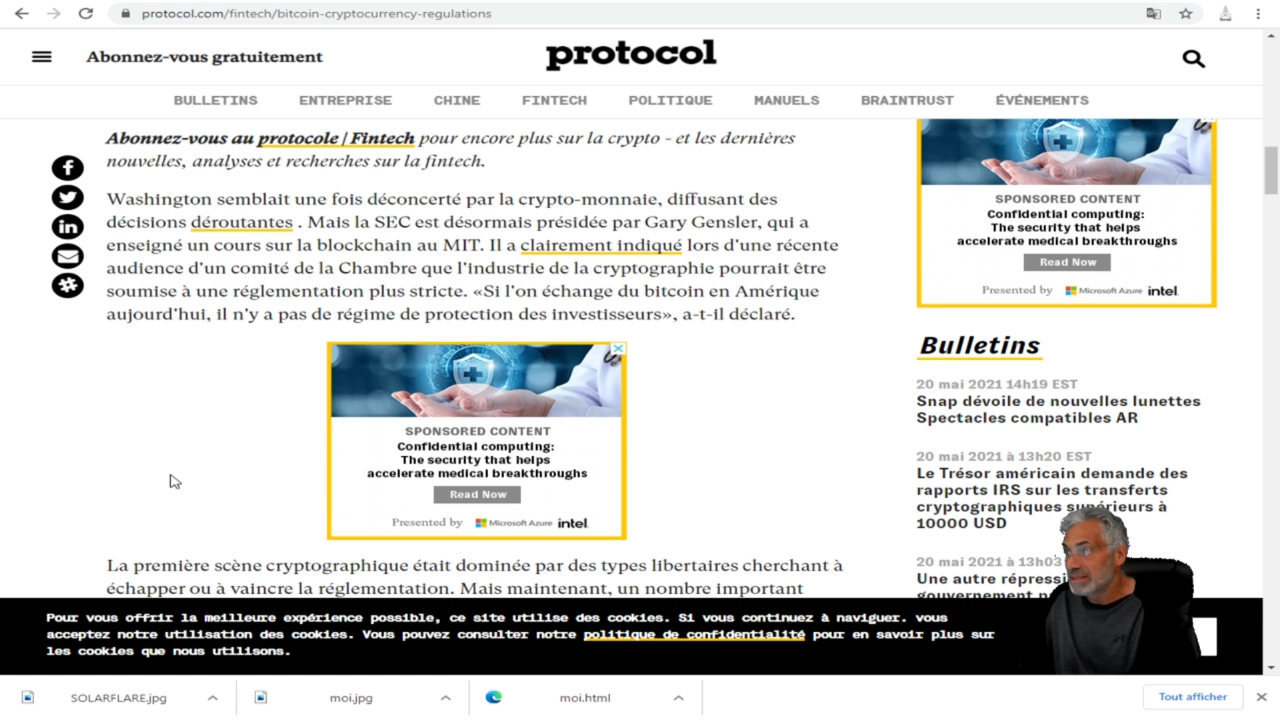 protocol.com/fintech/bitcoin-cryptocurrency-regulations
Abonnez-vous gratuitement
protocol
BULLETINS ENTREPRISE CHINE FINTECH POLITIQUE MANUELS BRAINTRUST ÉVÉNEMENTS
Abonnez-vous au protocole | Fintech pour encore plus sur la crypto - et les dernières
nouvelles, analyses et recherches sur la fintech.
Washington semblait une fois déconcerté par la crypto-monnaie, diffusant des
décisions déroutantes . Mais la SEC est désormais présidée par Gary Gensler, qui a
enseigné un cours sur la blockchain au MIT. Il a clairement indiqué lors d'une récente
audience d'un comité de la Chambre que l'industrie de la cryptographie pourrait être
soumise à une réglementation plus stricte. «Si l'on échange du bitcoin en Amérique
aujourd'hui, il n'y a pas de régime de protection des investisseurs», a-t-il déclaré.
SPONSORED CONTENT
Confidential computing:
The security that helps
accelerate medical breakthroughs
Read Now
Presented by Microsoft Azure intel.
La première scène cryptographique était dominée par des types libertaires cherchant à
échapper ou à vaincre la réglementation. Mais maintenant, un nombre important
SPONSORED CONTENT
Confidential computing:
The security that helps
accelerate medical breakthroughs
Read Now
Presented by Microsoft Azure intel.
Bulletins
20 mai 2021 14h19 EST
Snap dévoile de nouvelles lunettes
Spectacles compatibles AR
20 mai 2021 à 13h20 EST
Le Trésor américain demande des
rapports IRS sur les transferts
cryptographiques supérieurs à
10000 USD
20 mai 2021 à 13h03
Une autre
gouvernement
Pour vous offrir la meilleure expérience possible, ce site utilise des cookies. Si vous continuez à naviguer. vous
acceptez notre utilisation des cookies. Vous pouvez consulter notre politique de confidentialité pour en savoir plus sur
les cookies que nous utilisons.
SOLARFLARE.jpg
moi.jpg
moi.html
Tout afficher